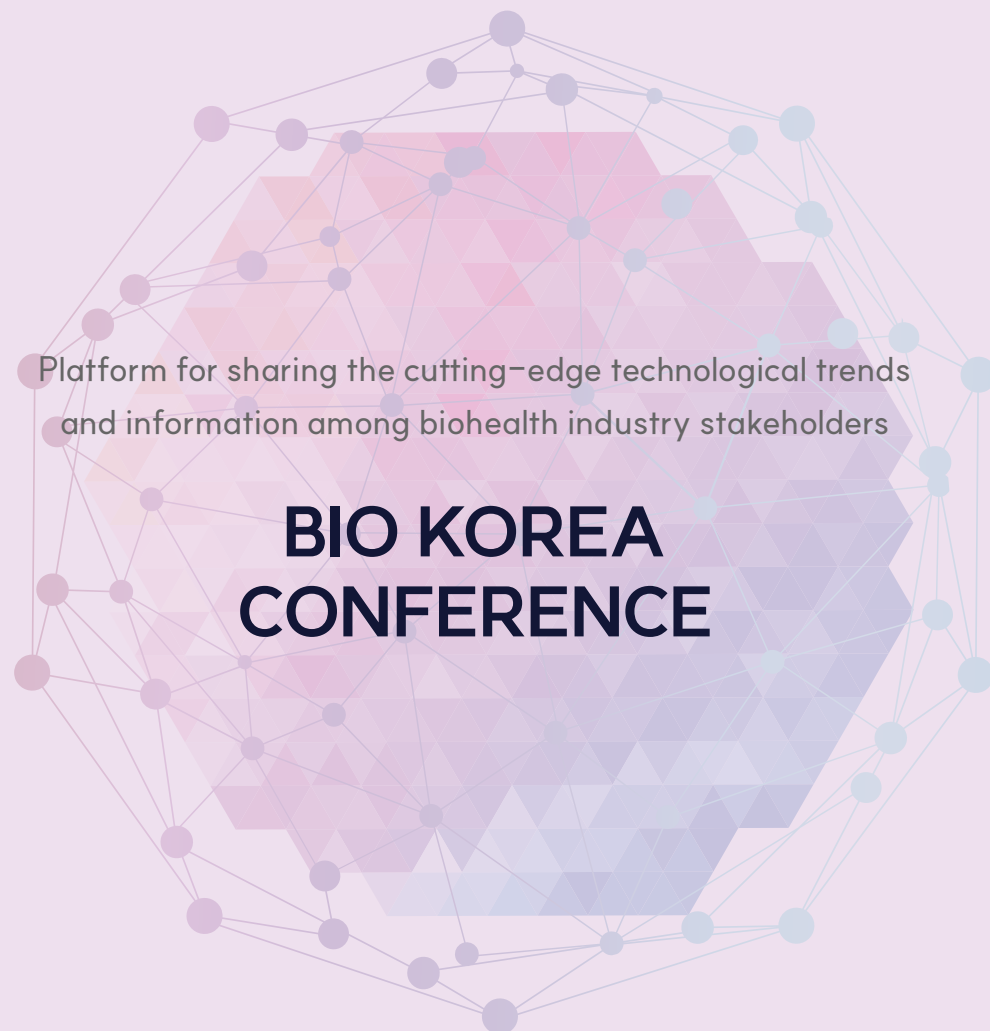 Platform for sharing the cutting-edge technological trends
and information among biohealth industry stakeholders
BIO KOREA
CONFERENCE